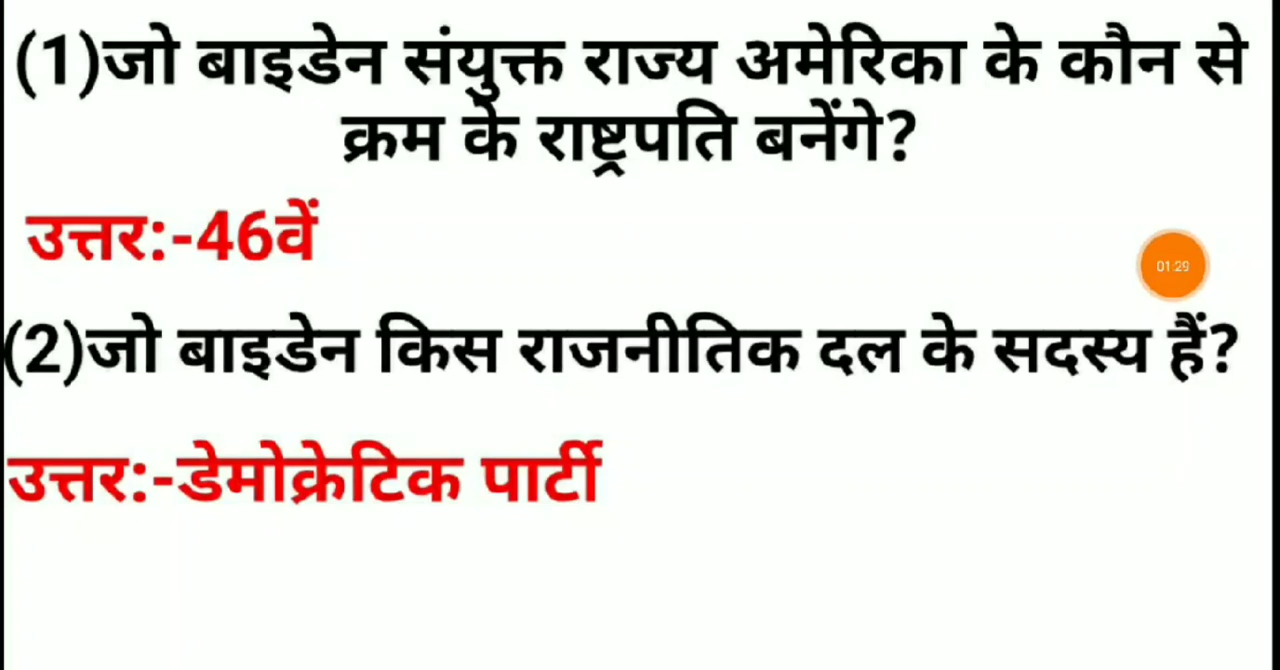 (1)जो बाइडेन संयुक्त राज्य अमेरिका के कौन से
क्रम के राष्ट्रपति बनेंगे?
उत्तर:-46वें
01:29
(2)जो बाइडेन किस राजनीतिक दल के सदस्य हैं?
उत्तर:-डेमोक्रेटिक पार्टी